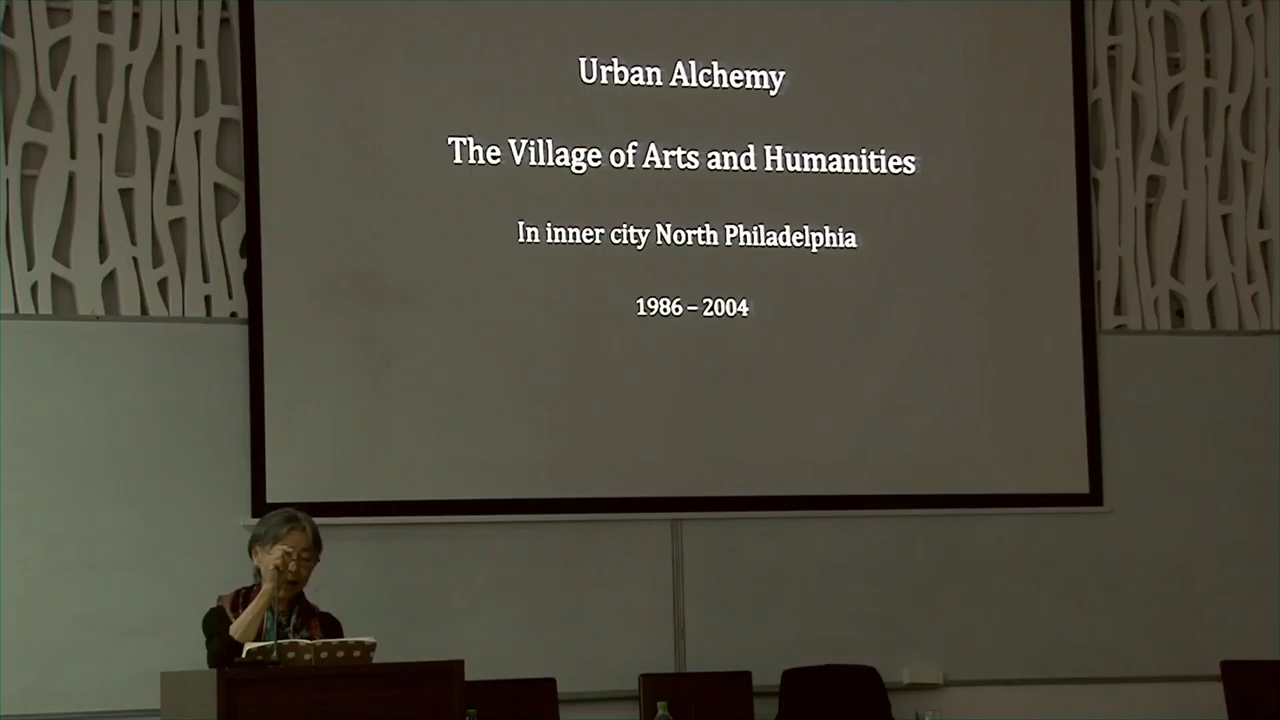 Urban Alchemy
The Village of Arts and Humanities
In inner city North Philadelphia
1986 – 2004